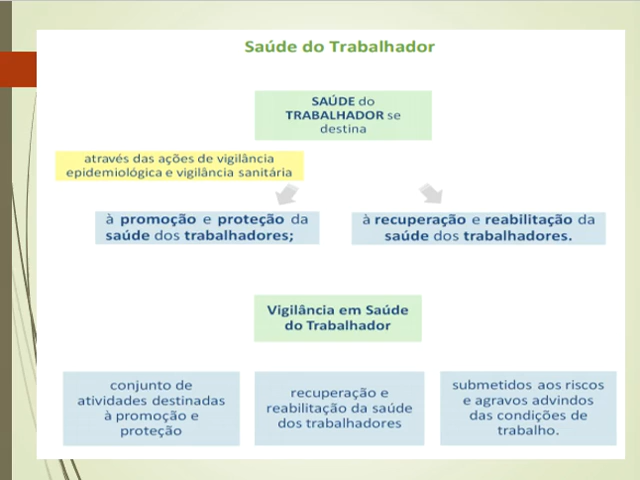 Saúde do Trabalhador
SAÚDE do
TRABALHADOR se
destina
através das ações de vigilância
epidemiológica e vigilância sanitária
à promoção e proteção da
saúde dos trabalhadores;
à recuperação e reabilitação da
saúde dos trabalhadores.
Vigilância em Saúde
do Trabalhador
conjunto de
atividades destinadas
à promoção e
proteção
recuperação e
reabilitação da saúde
dos trabalhadores
submetidos aos riscos
e agravos advindos
das condições de
trabalho.